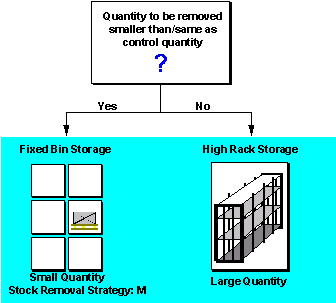 Quantity to be removed
smaller than/same as
control quantity
?
Yes
No
Fixed Bin Storage
High Rack Storage
Small Quantity
Stock Removal Strategy: M
Large Quantity